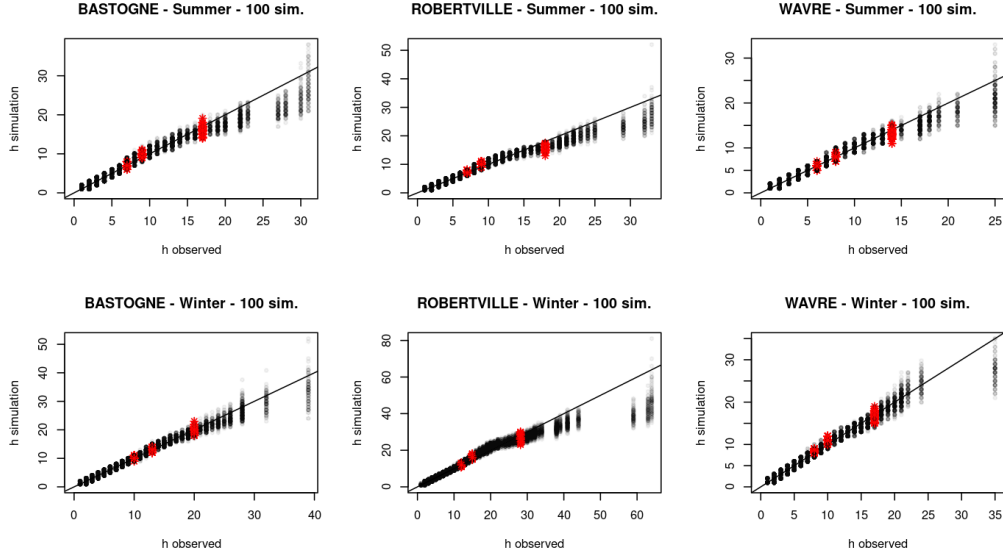 BASTOGNE - Summer - 100 sim.
h simulation
0 10 20 30
0 5 10 15 20 25 30
h observed
ROBERTVILLE - Summer - 100 sim.
h simulation
0 10 20 30 40 50
0 5 10 15 20 25 30
h observed
WAVRE - Summer - 100 sim.
h simulation
0 5 10 15 20 25 30
0 5 10 15 20 25
h observed
BASTOGNE - Winter - 100 sim.
h simulation
0 10 20 30 40 50
0 10 20 30 40
h observed
ROBERTVILLE - Winter - 100 sim.
h simulation
0 20 40 60 80
0 10 20 30 40 50 60
h observed
WAVRE - Winter - 100 sim.
h simulation
0 5 10 20 30
0 5 10 15 20 25 30 35
h observed